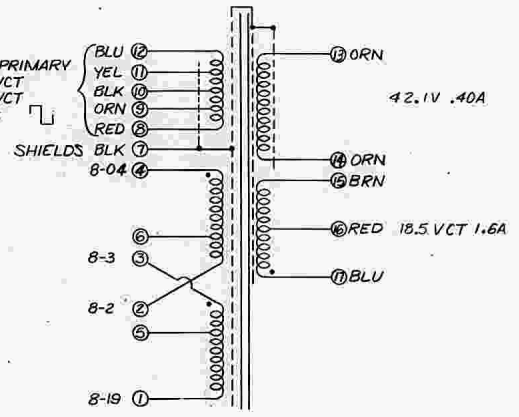 BLU 12
PRIMARY
YEL 11
VCT
BLK 10
VCT
ORN 9
RED 8
SHIELDS BLK 7
8-04 4
6
8-3 3
8-2 2
5
8-19 1
13 ORN
42.1V .40A
14 ORN
15 BRN
16 RED 18.5 VCT 1.6A
17 BLU